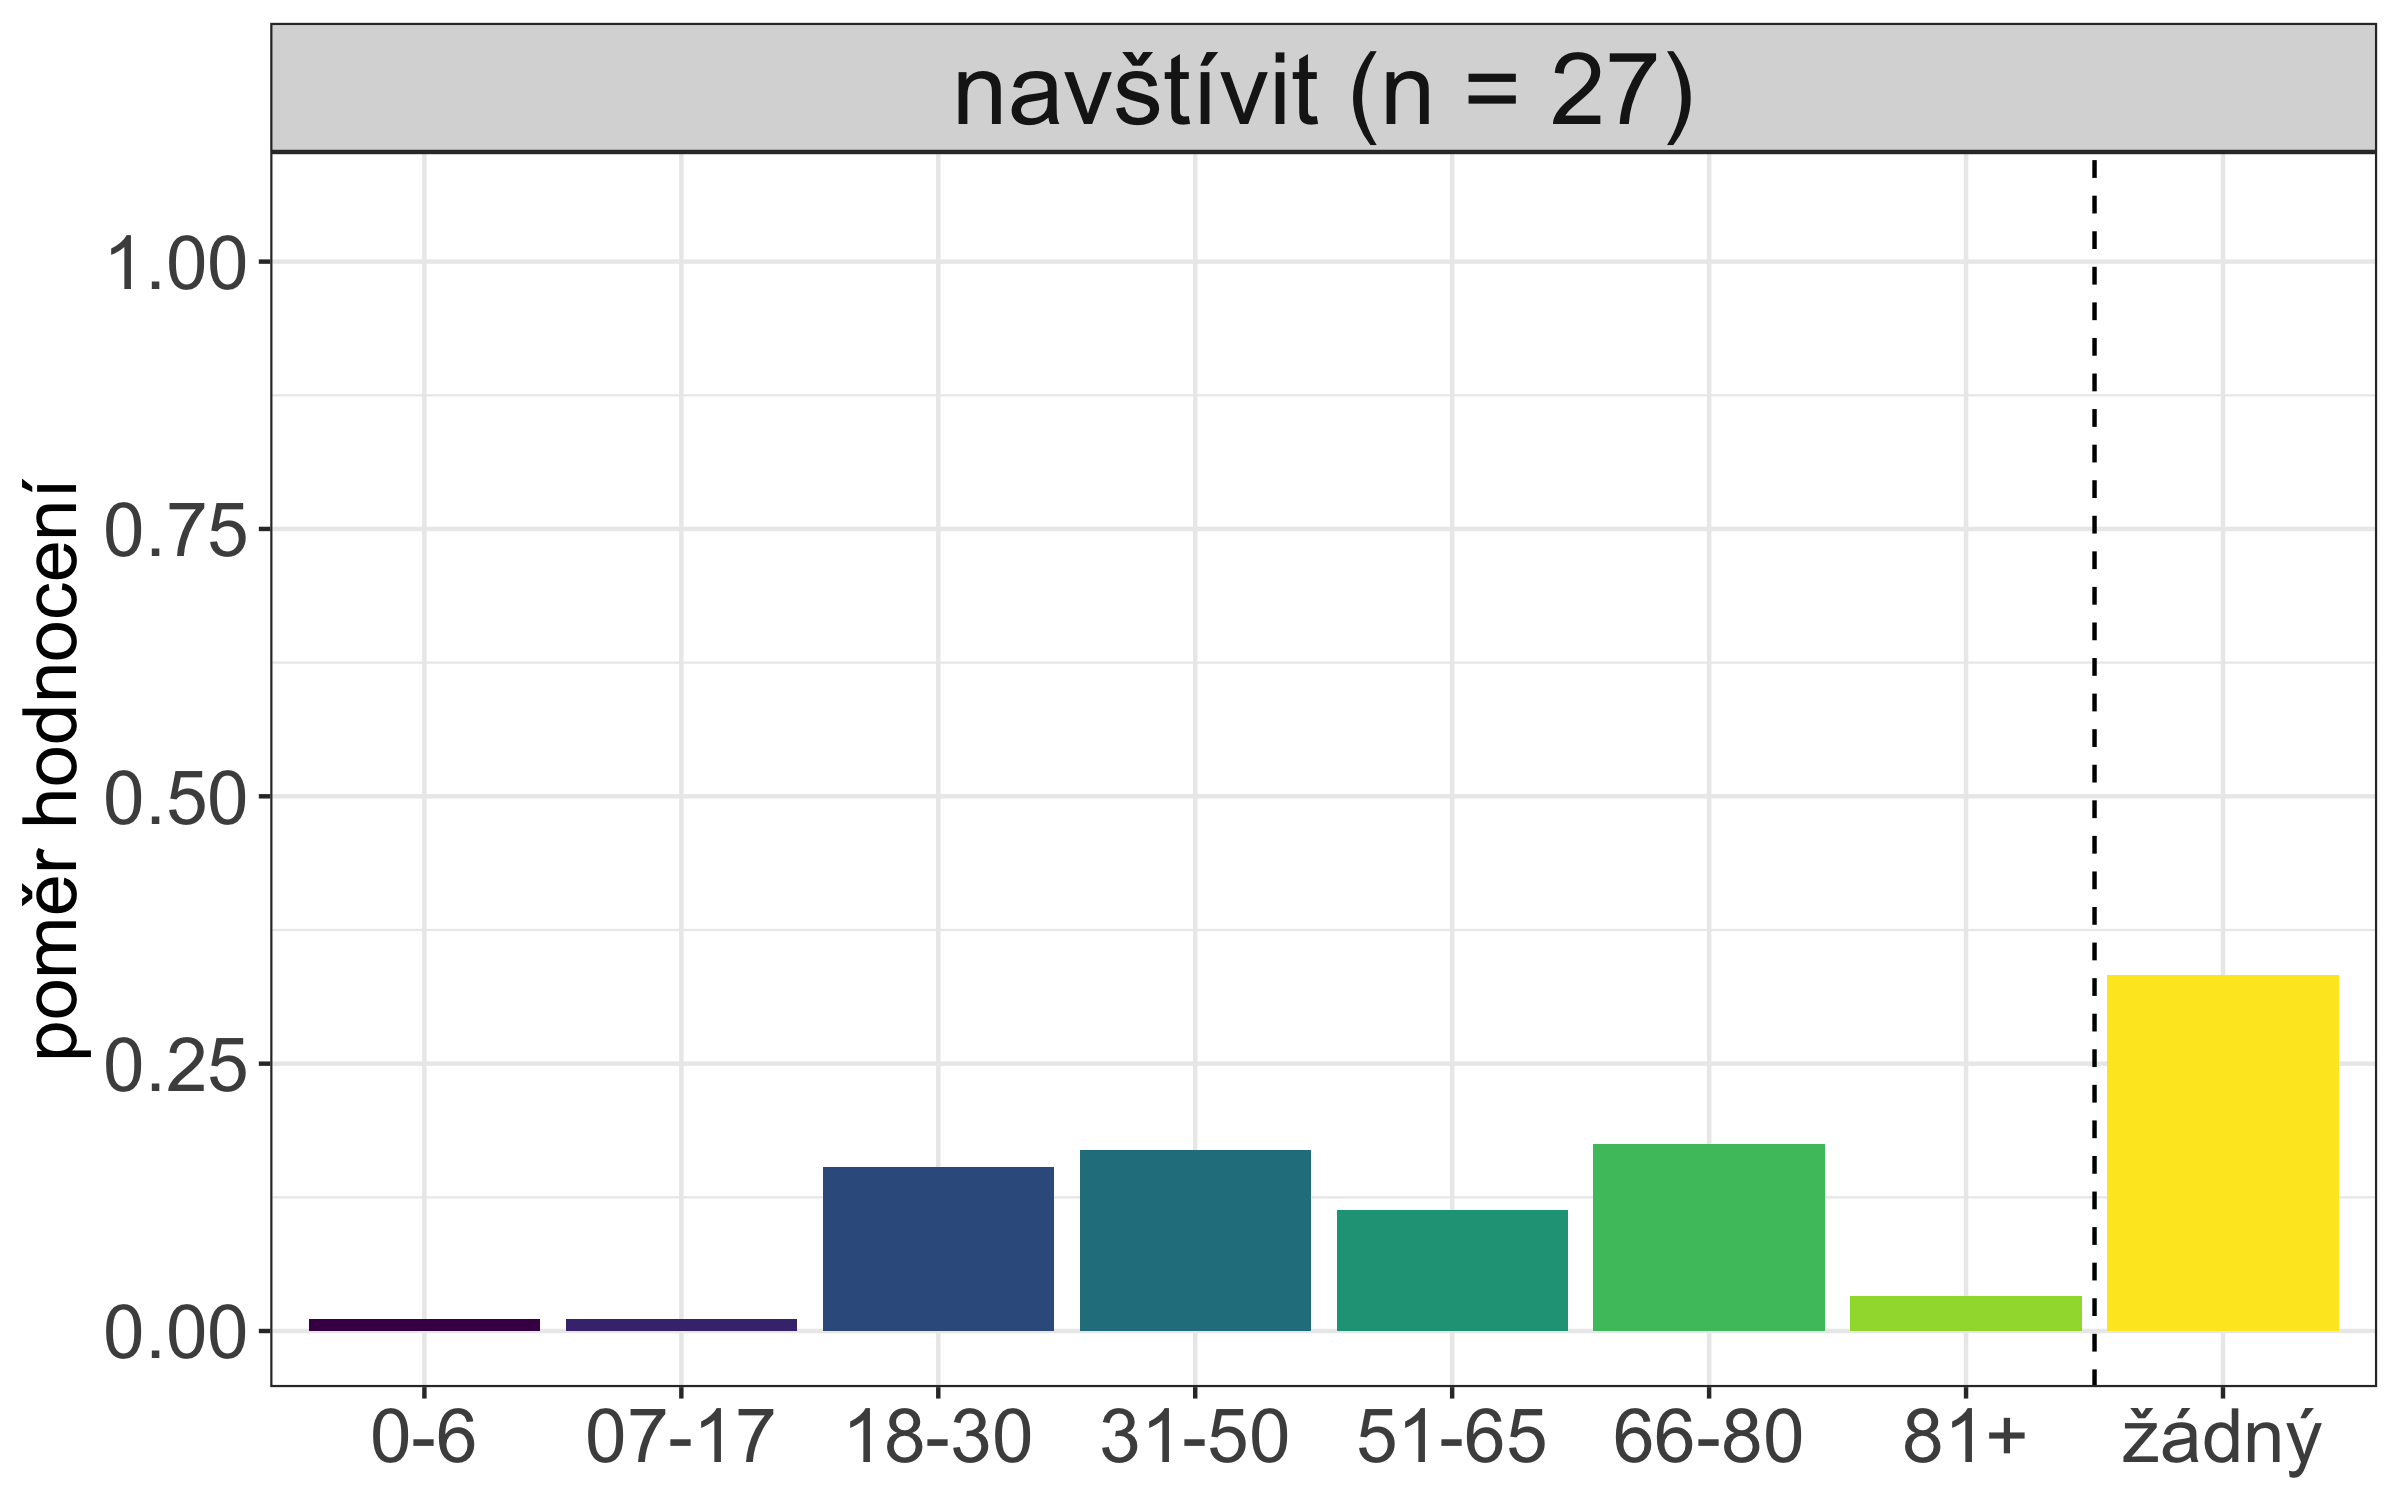 navštívit (n = 27)
poměr hodnocení
1.00
0.75
0.50
0.25
0.00
0-6 07-17 18-30 31-50 51-65 66-80 81+ žádný